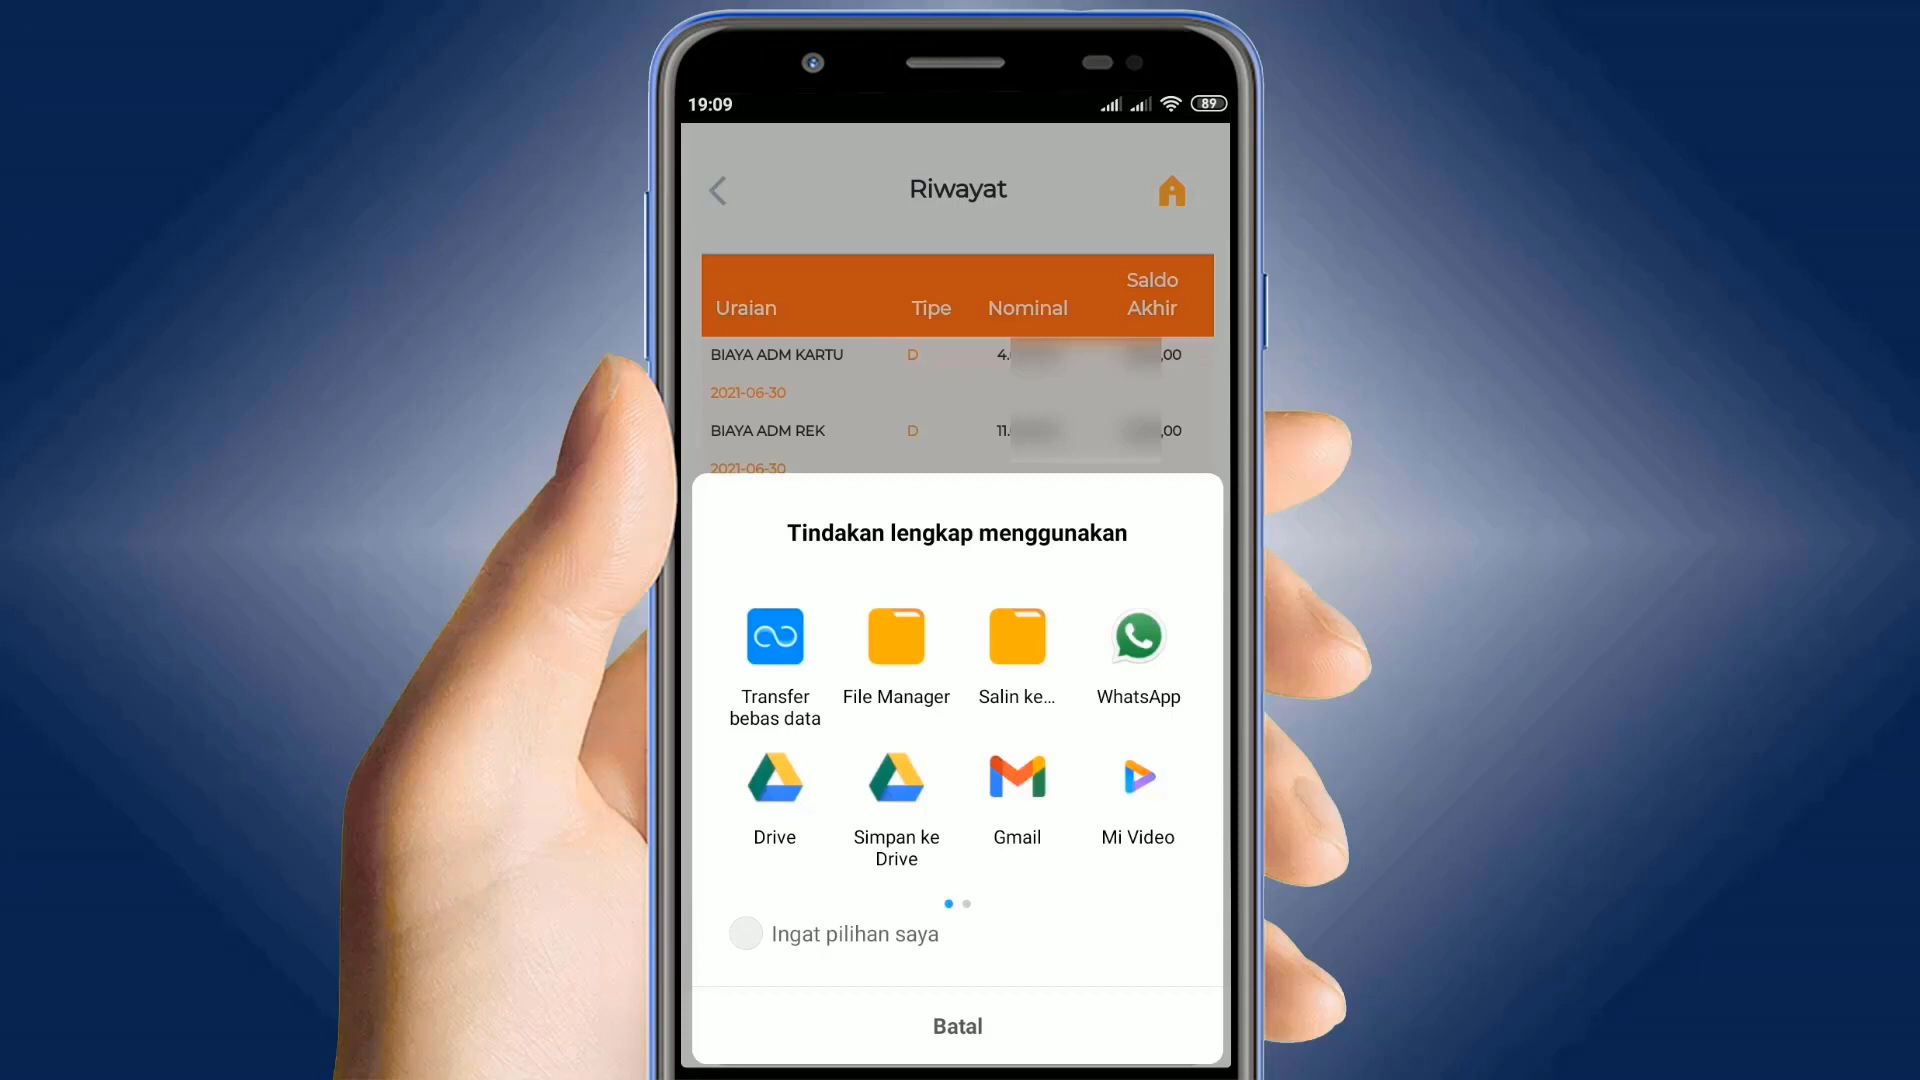 19:09
89
Riwayat
Saldo
Uraian Tipe Nominal Akhir
BIAYA ADM KARTU D 4. ,00
2021-06-30
BIAYA ADM REK D 11. ,00
2021-06-30
Tindakan lengkap menggunakan
Transfer File Manager Salin ke... WhatsApp
bebas data
Drive Simpan ke Gmail Mi Video
Drive
Ingat pilihan saya
Batal